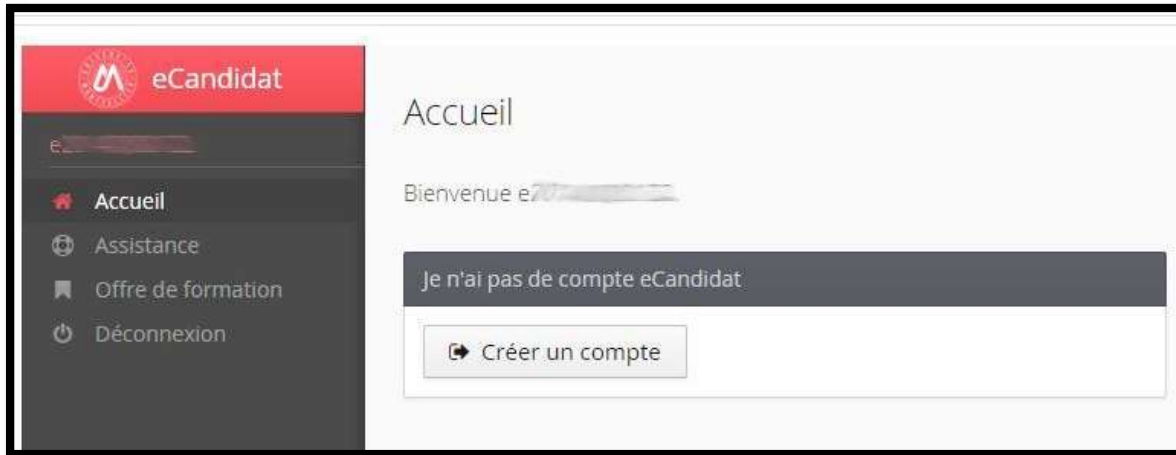 eCandidat
Accueil
Assistance
Offre de formation
Déconnexion
Accueil
Bienvenue
Je n'ai pas de compte eCandidat
Créer un compte